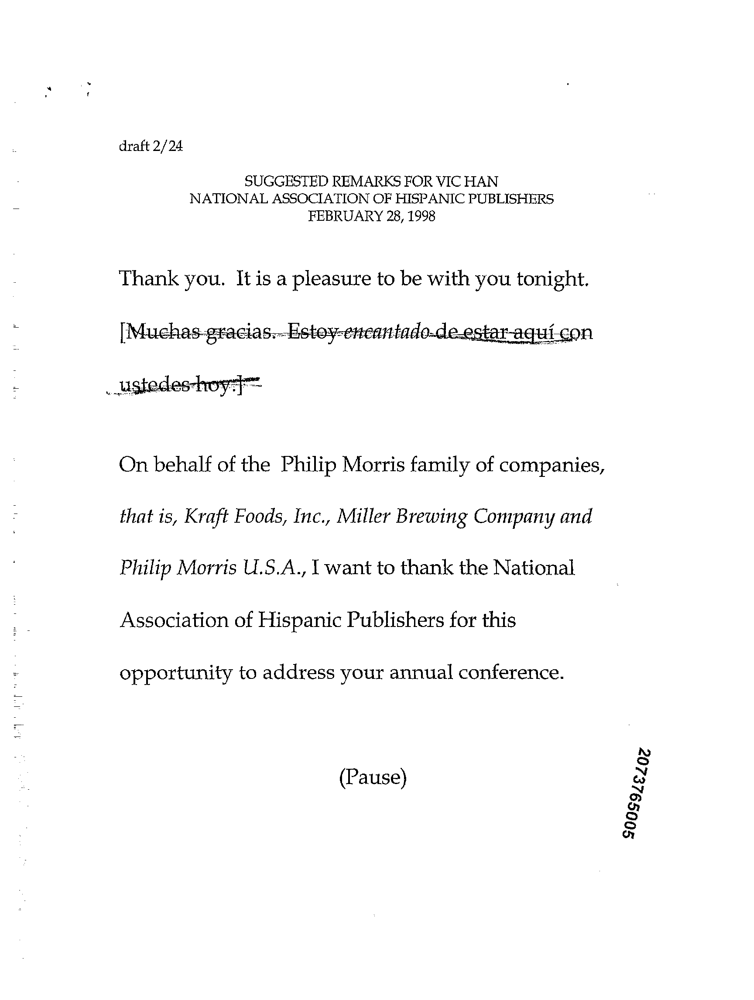 draft 2/24
SUGGESTED REMARKS FOR VIC HAN
NATIONAL ASSOCIATION OF HISPANIC PUBLISHERS
FEBRUARY 28, 1998
Thank you.  It is a pleasure to be with you tonight.
[Muchas gracias.  Estoy encantado de estar aquí con
ustedes hoy.]
On behalf of the  Philip Morris family of companies,
that is, Kraft Foods, Inc., Miller Brewing Company and
Philip Morris U.S.A., I want to thank the National
Association of Hispanic Publishers for this
opportunity to address your annual conference.
(Pause)
2073765005